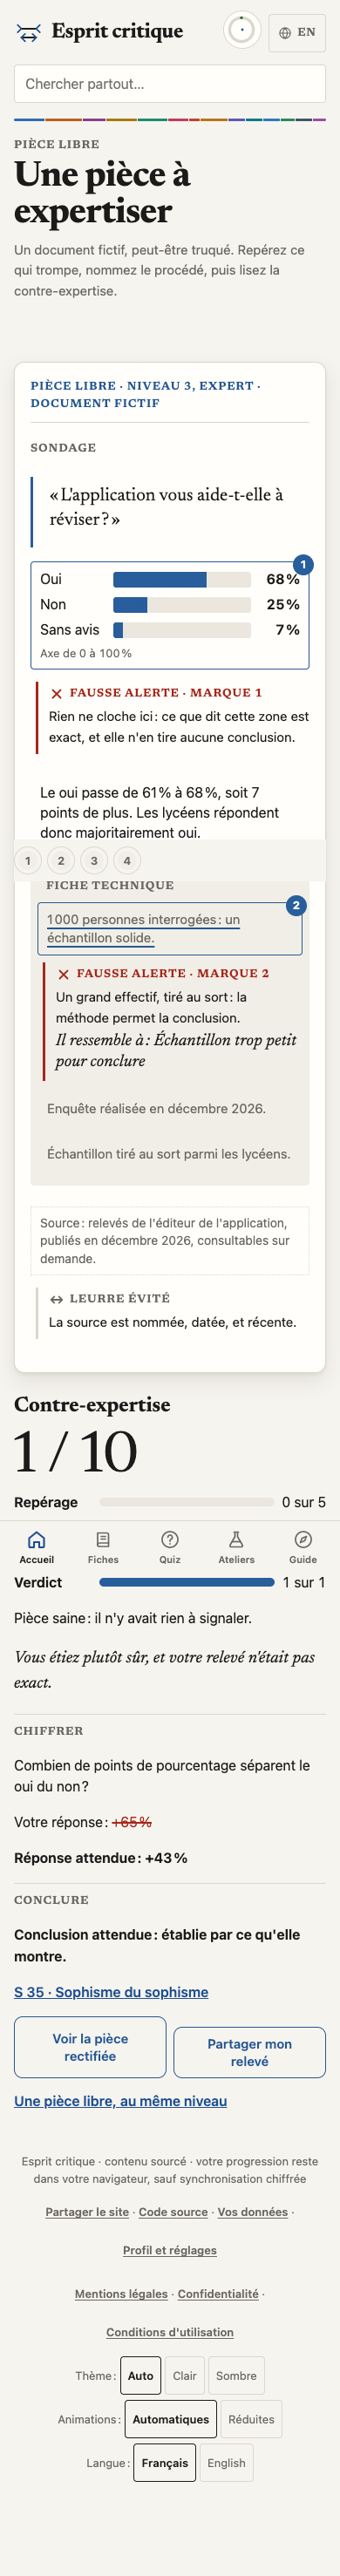 Esprit critique
EN
Chercher partout...
PIÈCE LIBRE
Une pièce à
expertiser
Un document fictif, peut-être truqué. Repérez ce
qui trompe, nommez le procédé, puis lisez la
contre-expertise.
PIÈCE LIBRE · NIVEAU 3, EXPERT ·
DOCUMENT FICTIF
SONDAGE
« L'application vous aide-t-elle à
réviser ? »
1
Oui 68 %
Non 25 %
Sans avis 7 %
Axe de 0 à 100 %
FAUSSE ALERTE · MARQUE 1
Rien ne cloche ici : ce que dit cette zone est
exact, et elle n'en tire aucune conclusion.
Le oui passe de 61 % à 68 %, soit 7
points de plus. Les lycéens répondent
donc majoritairement oui.
1 2 3 4
FICHE TECHNIQUE
2
1 000 personnes interrogées : un
échantillon solide.
FAUSSE ALERTE · MARQUE 2
Un grand effectif, tiré au sort : la
méthode permet la conclusion.
Il ressemble à : Échantillon trop petit
pour conclure
Enquête réalisée en décembre 2026.
Échantillon tiré au sort parmi les lycéens.
Source : relevés de l'éditeur de l'application,
publiés en décembre 2026, consultables sur
demande.
LEURRE ÉVITÉ
La source est nommée, datée, et récente.
Contre-expertise
1 / 10
Repérage 0 sur 5
Accueil Fiches Quiz Ateliers Guide
Verdict 1 sur 1
Pièce saine : il n'y avait rien à signaler.
Vous étiez plutôt sûr, et votre relevé n'était pas
exact.
CHIFFRER
Combien de points de pourcentage séparent le
oui du non ?
Votre réponse : +65 %
Réponse attendue : +43 %
CONCLURE
Conclusion attendue : établie par ce qu'elle
montre.
S 35 · Sophisme du sophisme
Voir la pièce
rectifiée
Partager mon
relevé
Une pièce libre, au même niveau
Esprit critique · contenu sourcé · votre progression reste
dans votre navigateur, sauf synchronisation chiffrée
Partager le site · Code source · Vos données ·
Profil et réglages
Mentions légales · Confidentialité ·
Conditions d'utilisation
Thème : Auto Clair Sombre
Animations : Automatiques Réduites
Langue : Français English